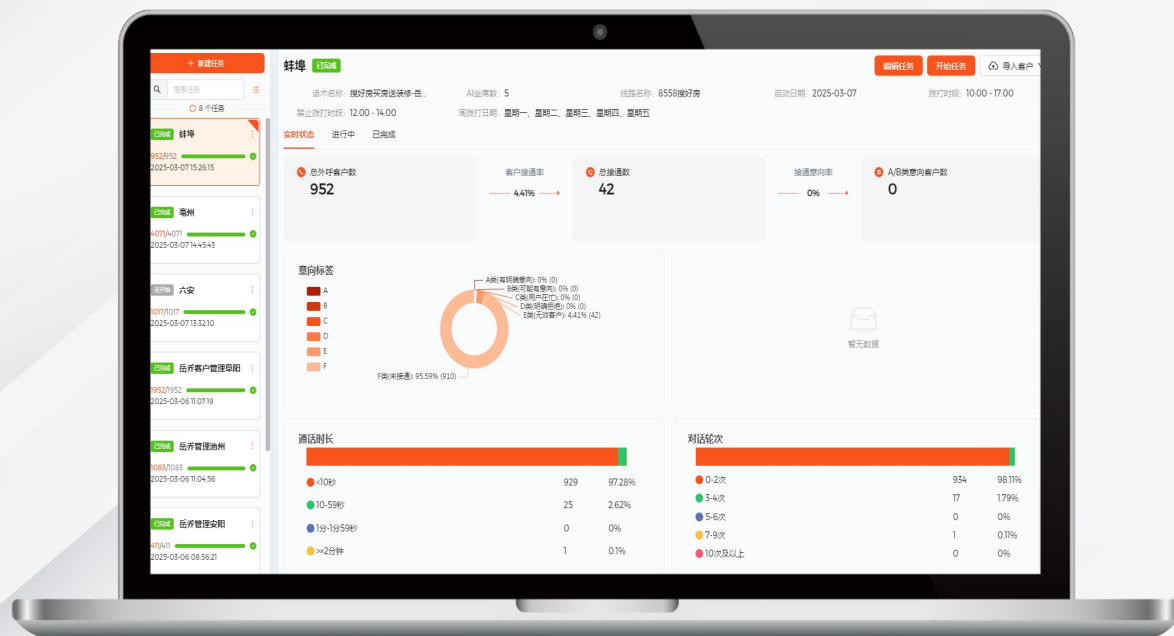 + 新建任务
搜索任务
8 个任务
已完成 蚌埠
952/952
2025-03-07 15:26:15
已完成 亳州
4071/4071
2025-03-07 14:45:43
未开始 六安
1017/1017
2025-03-07 13:32:10
已完成 岳乔客户管理阜阳
1952/1952
2025-03-06 11:07:19
已完成 岳乔管理池州
1083/1083
2025-03-06 11:04:56
已完成 岳乔管理安阳
411/411
2025-03-06 08:56:21
蚌埠 已完成
编辑任务 开始任务 导入客户
话术名称: 搜好房买房送装修-岳... AI坐席数: 5 线路名称: 8558搜好房 启动日期: 2025-03-07 拨打时段: 10:00 - 17:00
禁止拨打时段: 12:00 - 14:00 周拨打日期: 星期一、星期二、星期三、星期四、星期五
实时状态 进行中 已完成
总外呼客户数
952
客户接通率
4.41%
总接通数
42
接通意向率
0%
A/B类意向客户数
0
意向标签
A
B
C
D
E
F
A类(有明确意向): 0% (0)
B类(可能有意向): 0% (0)
C类(用户在忙): 0% (0)
D类(明确拒绝): 0% (0)
E类(无效客户): 4.41% (42)
F类(未接通): 95.59% (910)
暂无数据
通话时长
<10秒 929 97.28%
10-59秒 25 2.62%
1分-1分59秒 0 0%
>=2分钟 1 0.1%
对话轮次
0-2次 934 98.11%
3-4次 17 1.79%
5-6次 0 0%
7-9次 1 0.11%
10次及以上 0 0%